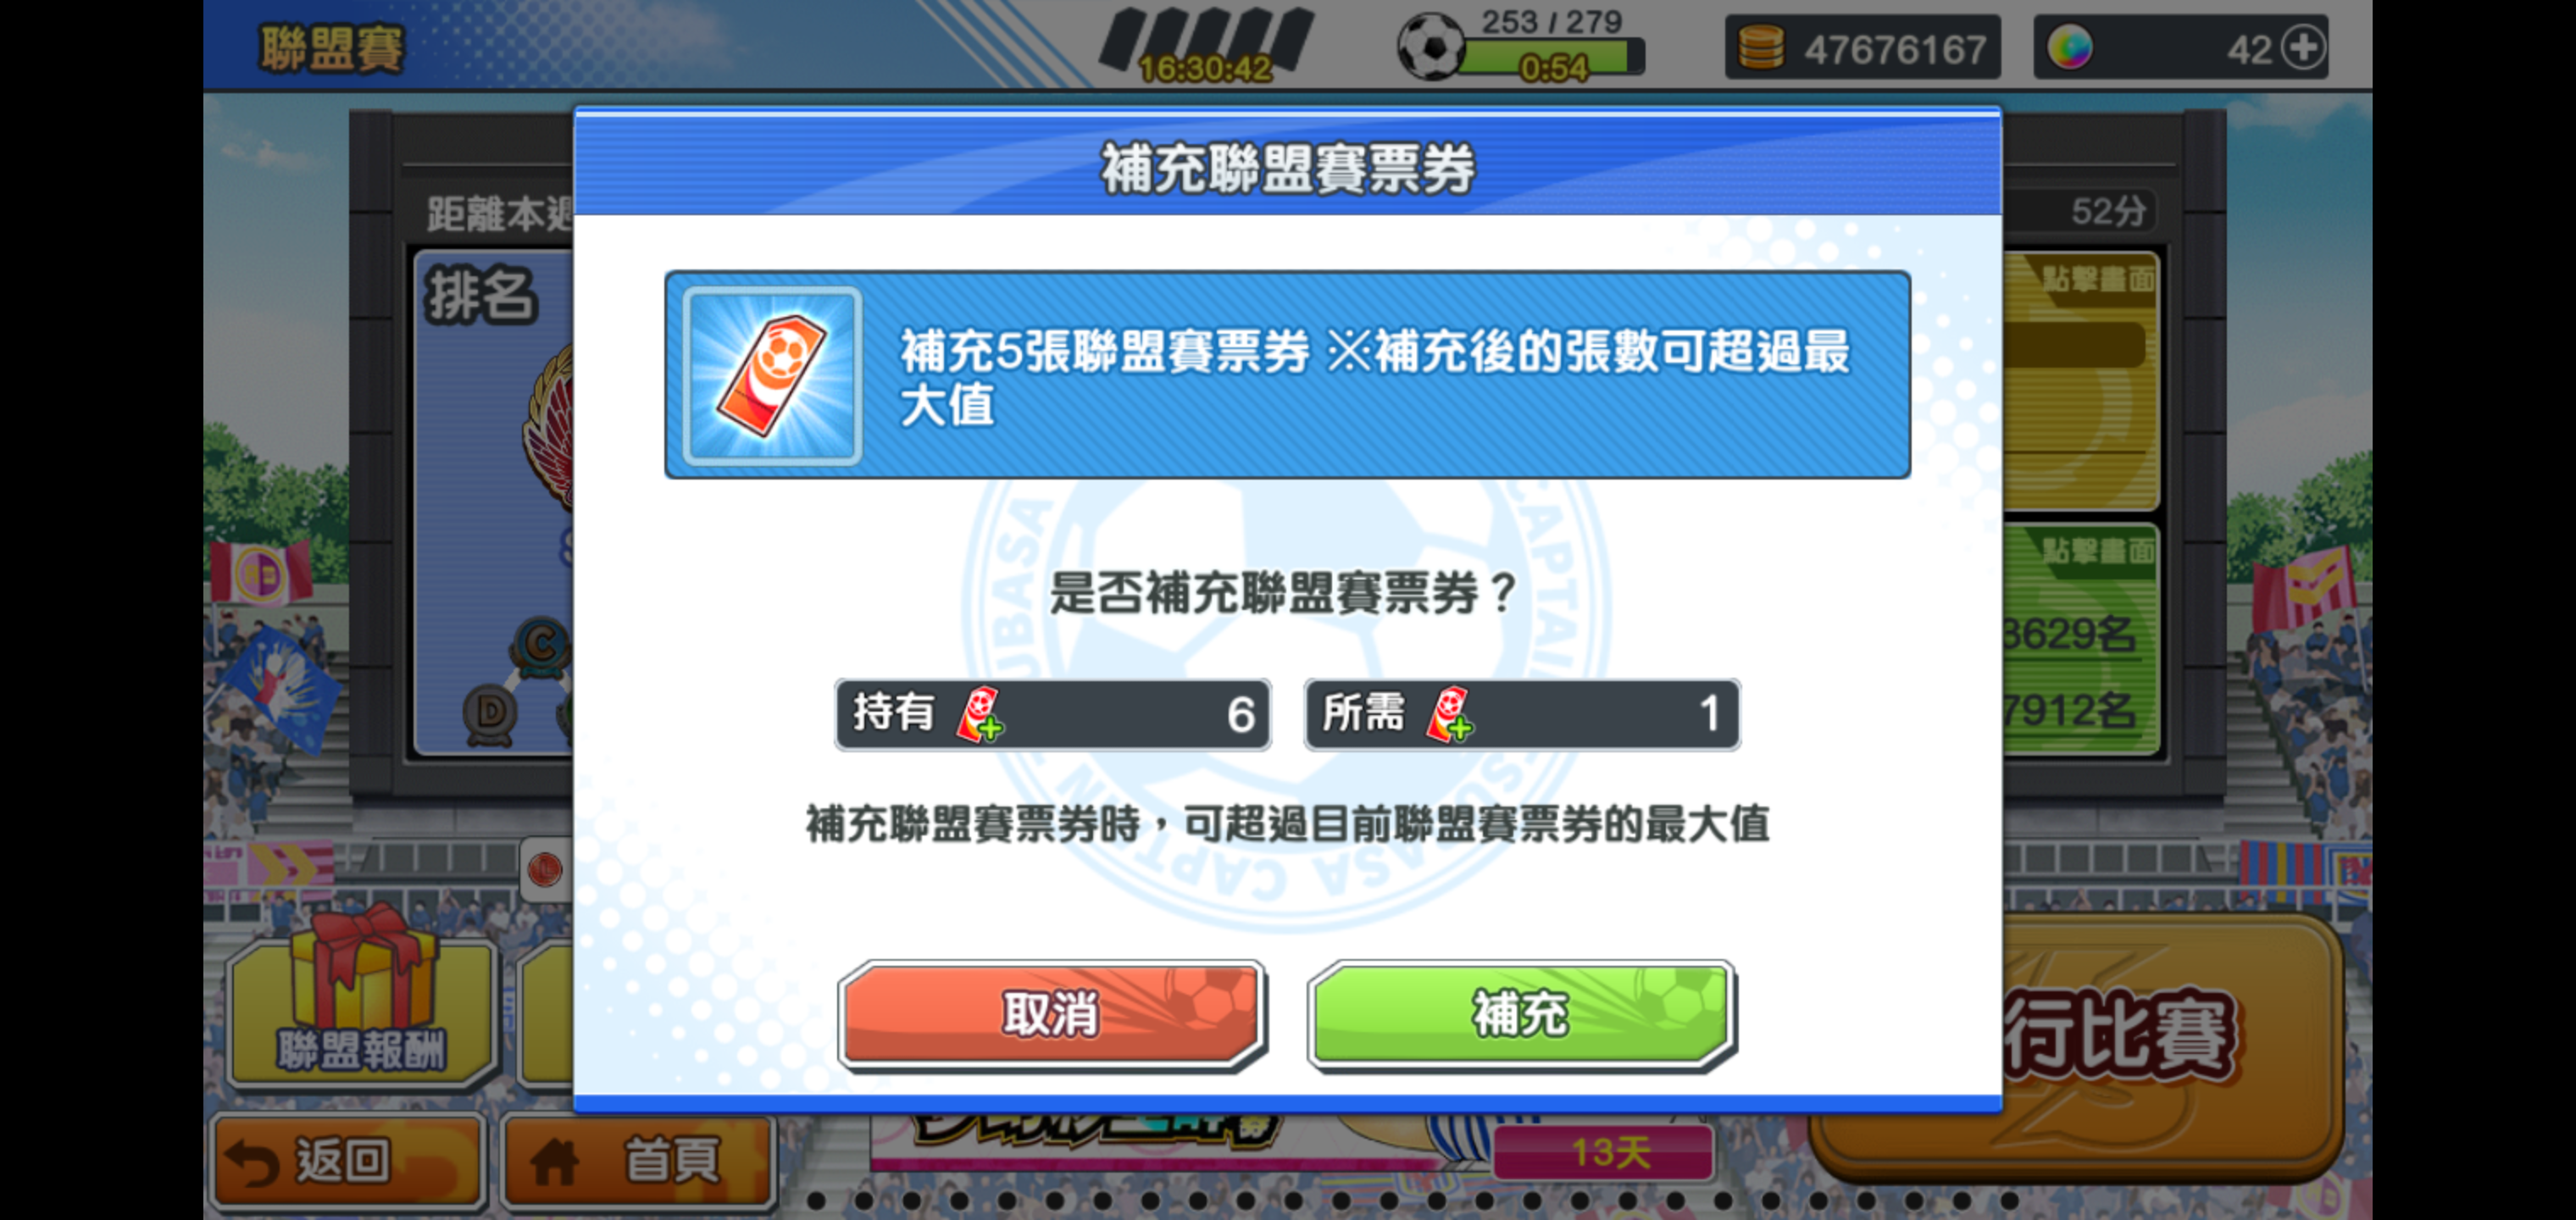 聯盟賽
16:30:42
253 / 279
0:54
47676167
42
補充聯盟賽票券
距離本週
52分
排名
點擊畫面
補充5張聯盟賽票券 ※補充後的張數可超過最
大值
CAPTAIN TSUBASA CAPTAIN TSUBASA
是否補充聯盟賽票券？
點擊畫面
3629名
7912名
C
D
持有 6
所需 1
補充聯盟賽票券時，可超過目前聯盟賽票券的最大值
取消
補充
聯盟報酬
行比賽
返回
首頁
13天